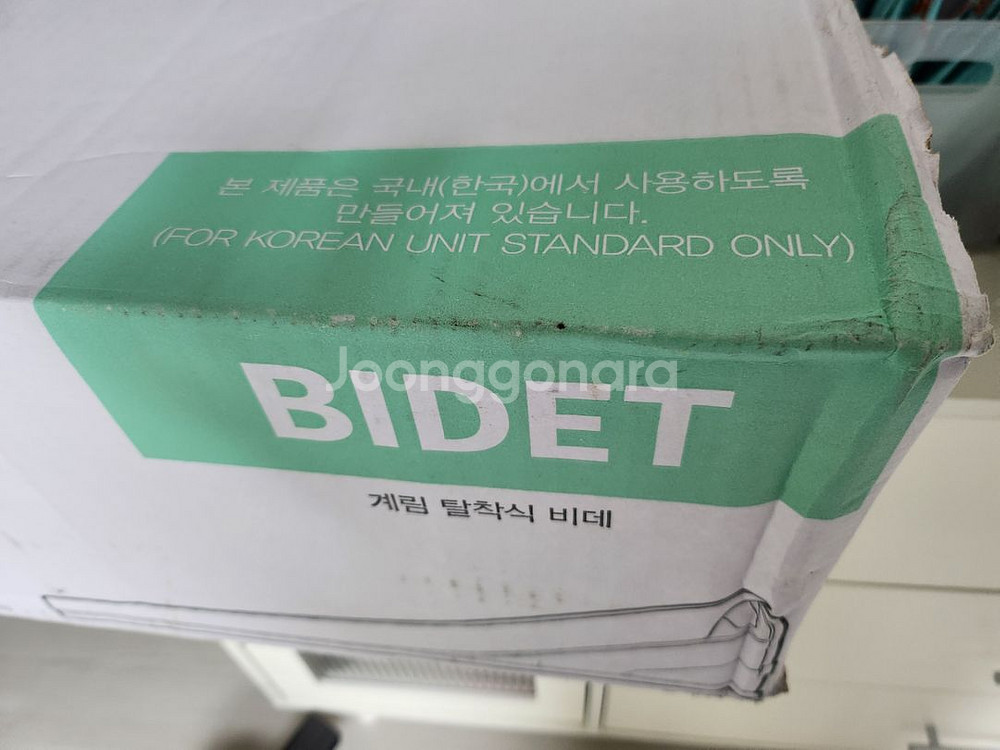 본 제품은 국내(한국)에서 사용하도록
만들어져 있습니다.
(FOR KOREAN UNIT STANDARD ONLY)
Joonggonara
BIDET
계림 탈착식 비데